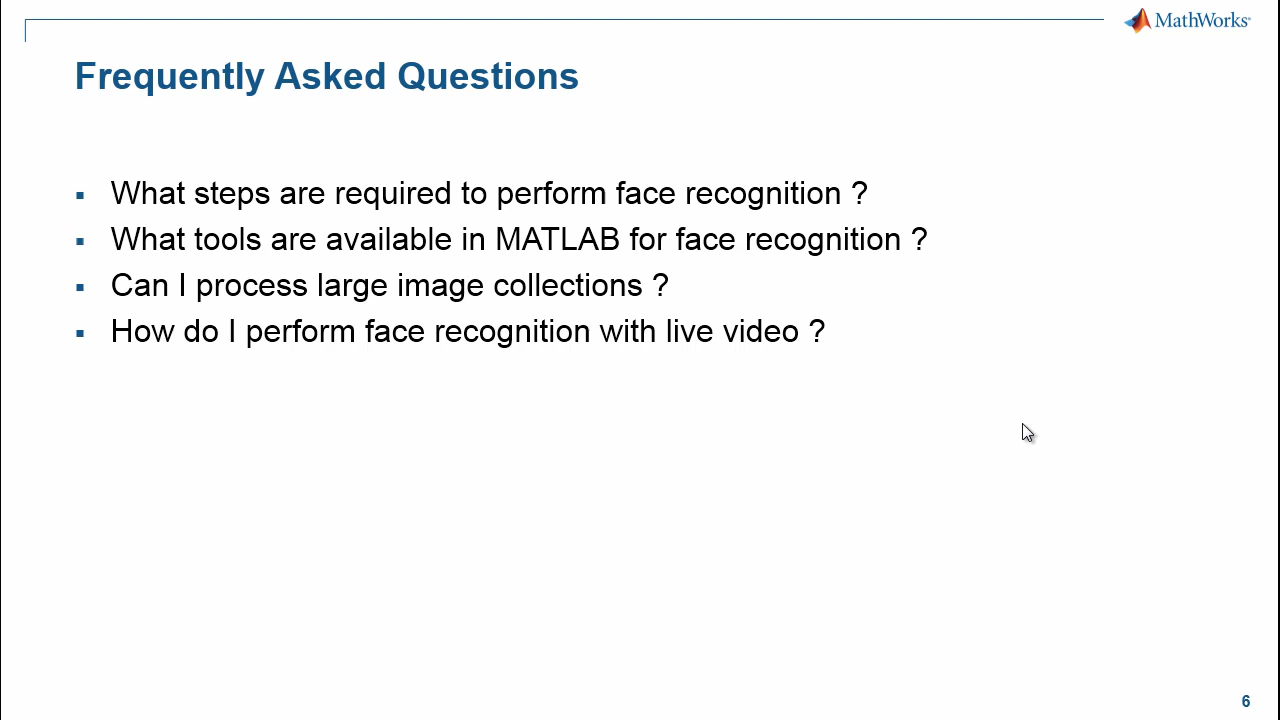 MathWorks®
Frequently Asked Questions
▪ What steps are required to perform face recognition ?
▪ What tools are available in MATLAB for face recognition ?
▪ Can I process large image collections ?
▪ How do I perform face recognition with live video ?
6